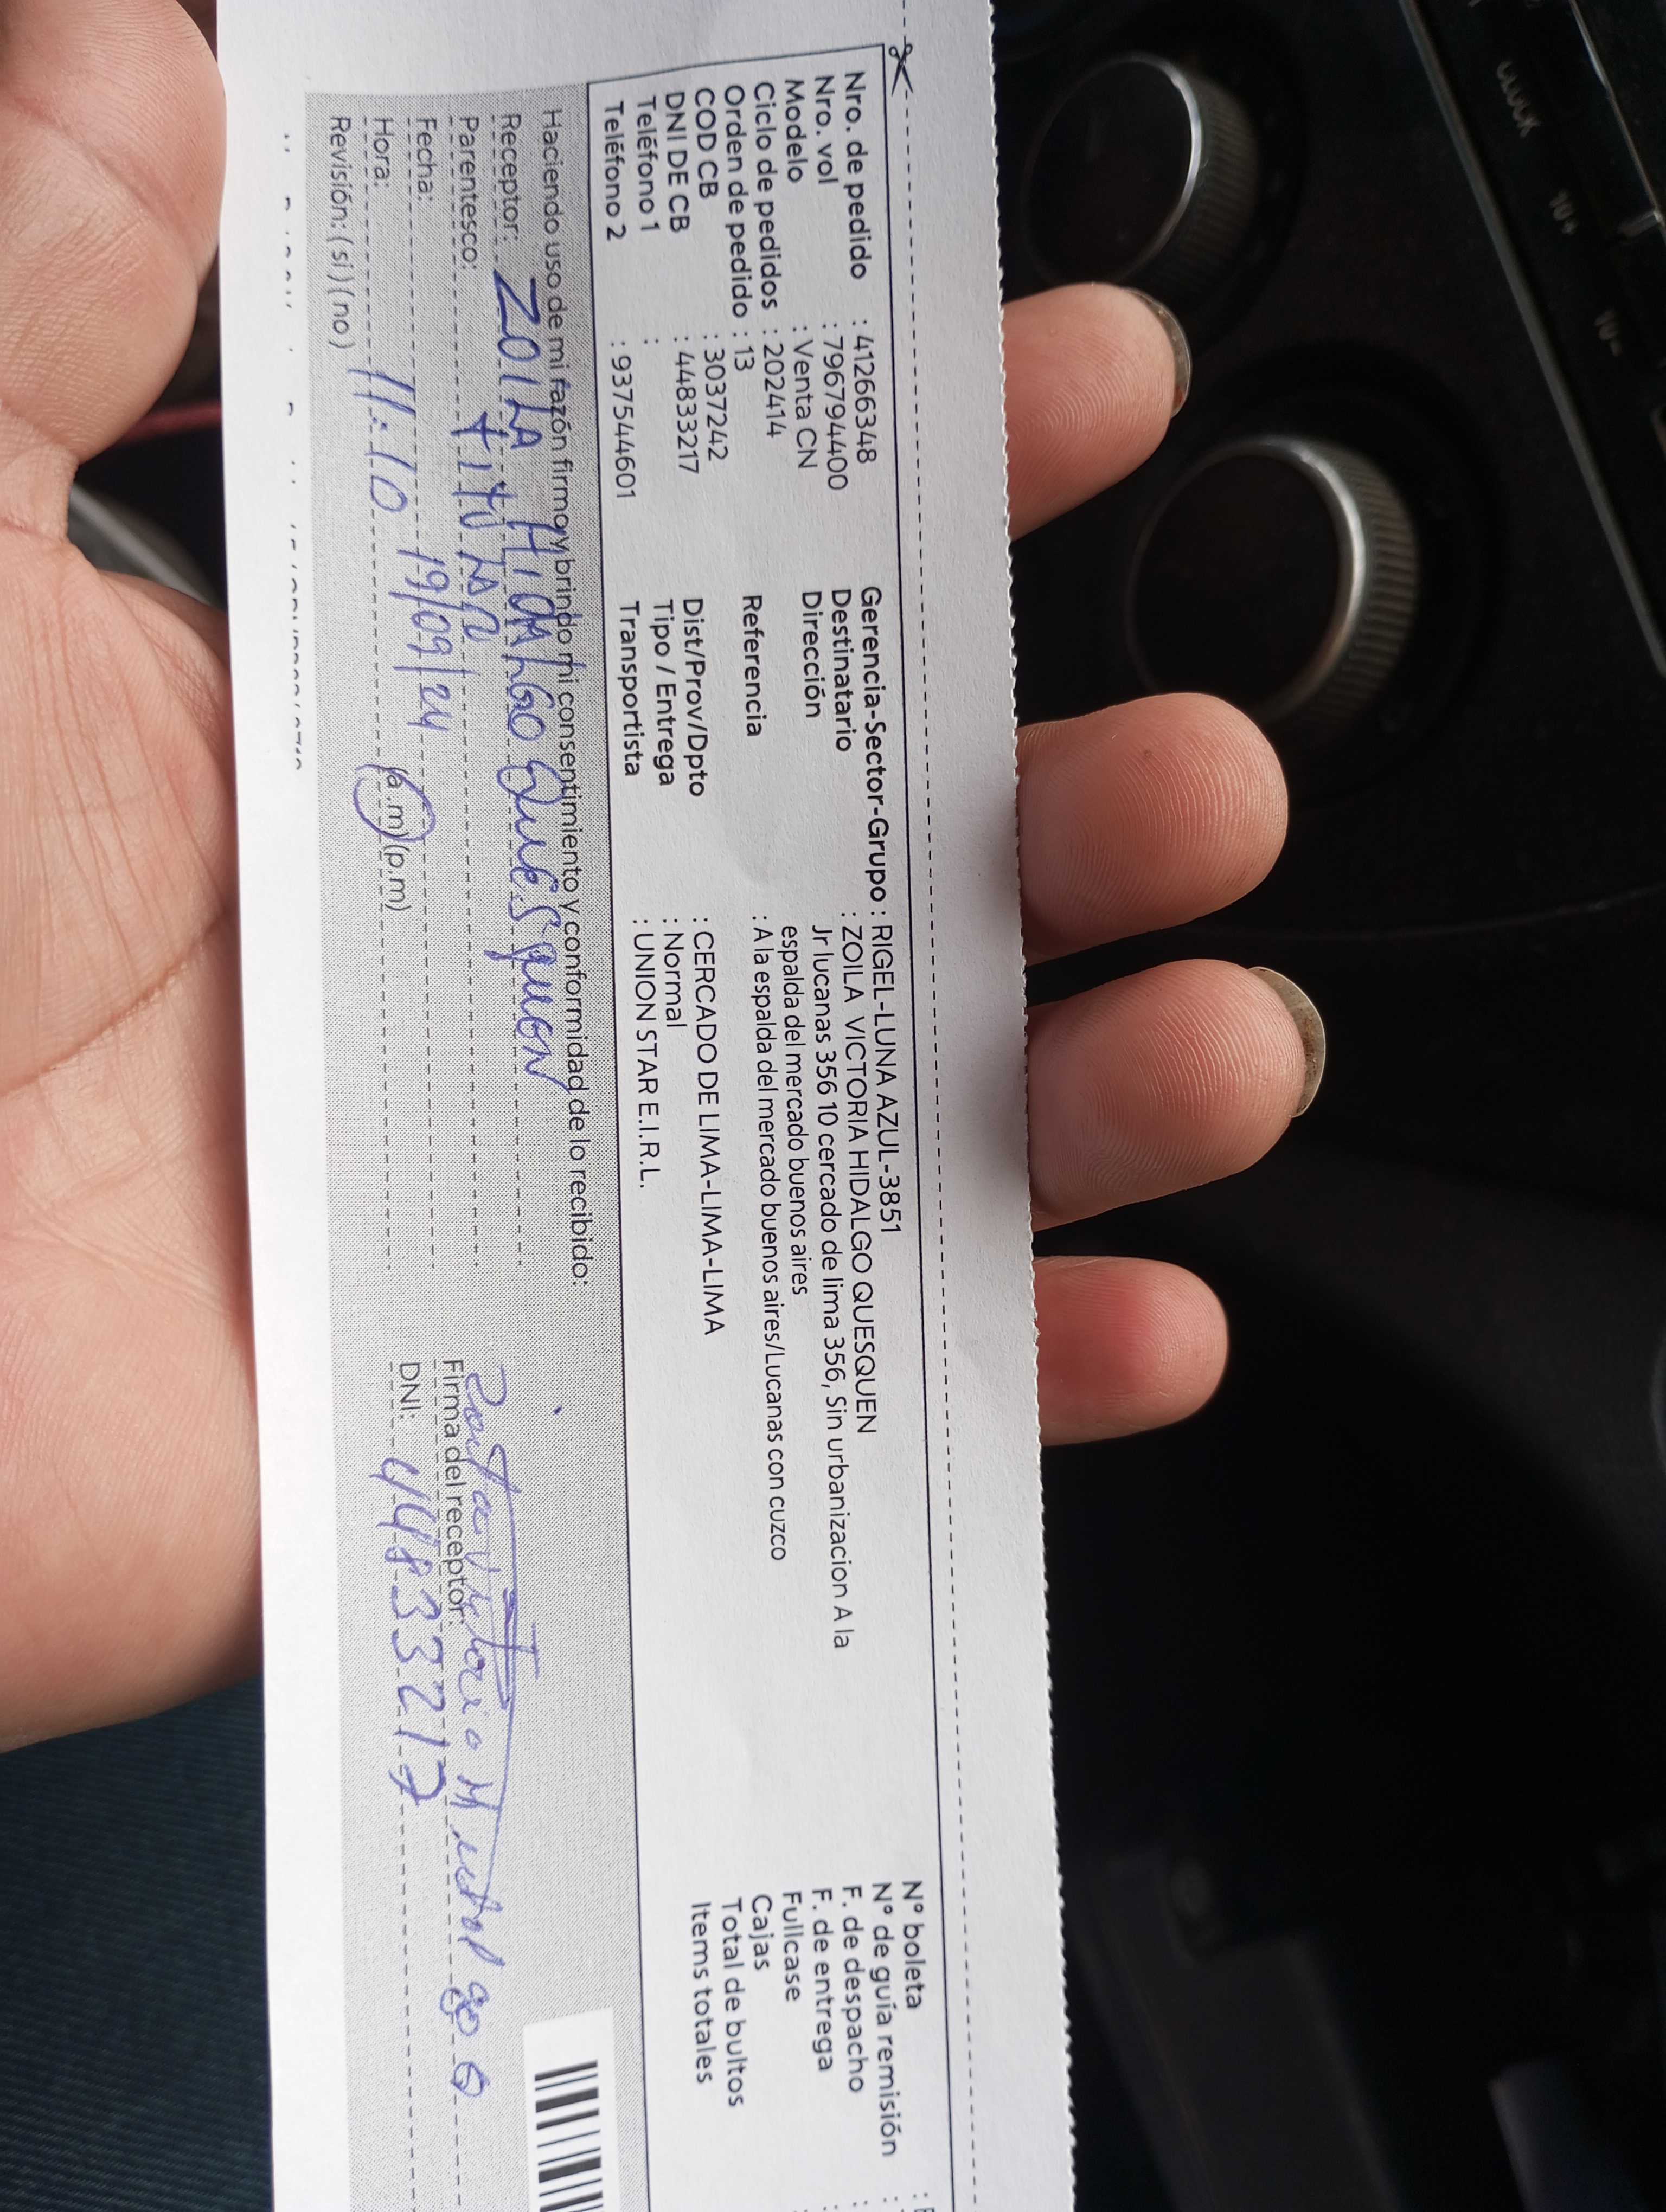 Nro. de pedido : 41266348
Nro. vol : 796794400
Modelo : Venta CN
Ciclo de pedidos : 202414
Orden de pedido : 13
COD CB : 3037242
DNI DE CB : 44833217
Teléfono 1 :
Teléfono 2 : 937544601
Gerencia-Sector-Grupo : RIGEL-LUNA AZUL-3851
Destinatario : ZOILA VICTORIA HIDALGO QUESQUEN
Dirección Jr lucanas 356 10 cercado de lima 356, Sin urbanizacion A la
espalda del mercado buenos aires
Referencia : A la espalda del mercado buenos aires/Lucanas con cuzco
Dist/Prov/Dpto : CERCADO DE LIMA-LIMA-LIMA
Tipo / Entrega : Normal
Transportista : UNION STAR E.I.R.L.
N° boleta :
N° de guía remisión :
F. de despacho :
F. de entrega :
Fullcase
Cajas
Total de bultos
Items totales
Haciendo uso de mi razón firmo y brindo mi consentimiento y conformidad de lo recibido:
Receptor: ZOILA HIDALGO Quesquen
Parentesco: titular
Fecha: 19/09/24
Hora: 11:10 (a.m) (p.m)
Revisión: (si) (no)
Firma del receptor:
DNI: 44833217